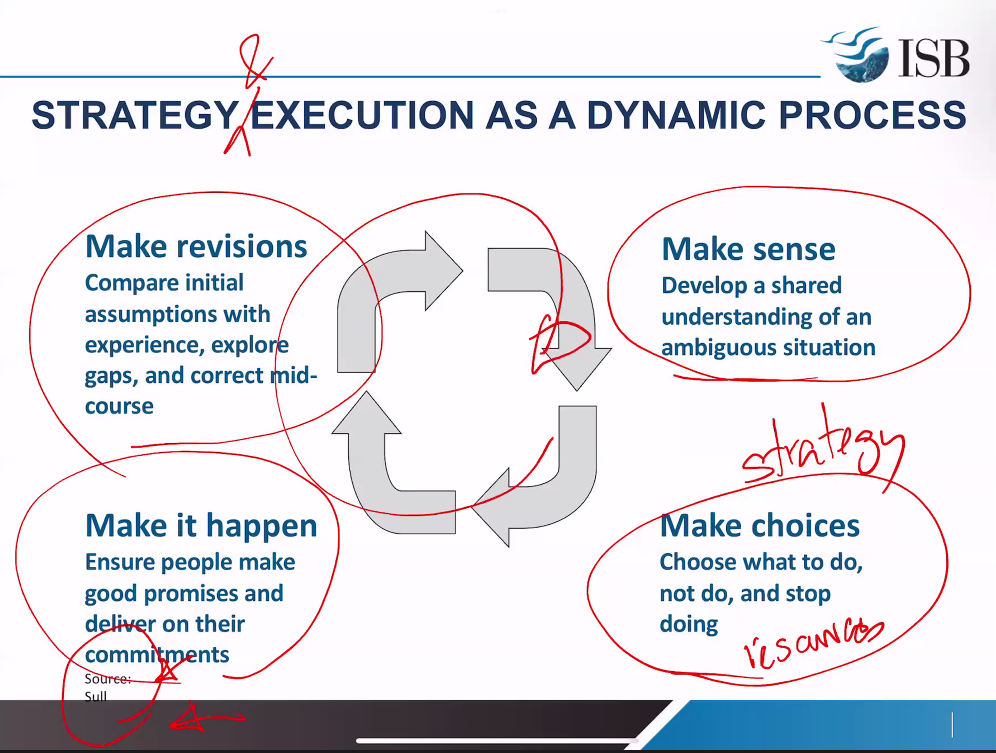 ISB
&
STRATEGY EXECUTION AS A DYNAMIC PROCESS
Make revisions
Compare initial
assumptions with
experience, explore
gaps, and correct mid-
course
Make sense
Develop a shared
understanding of an
ambiguous situation
strategy
Make it happen
Ensure people make
good promises and
deliver on their
commitments
Source:
Sull
Make choices
Choose what to do,
not do, and stop
doing
resources